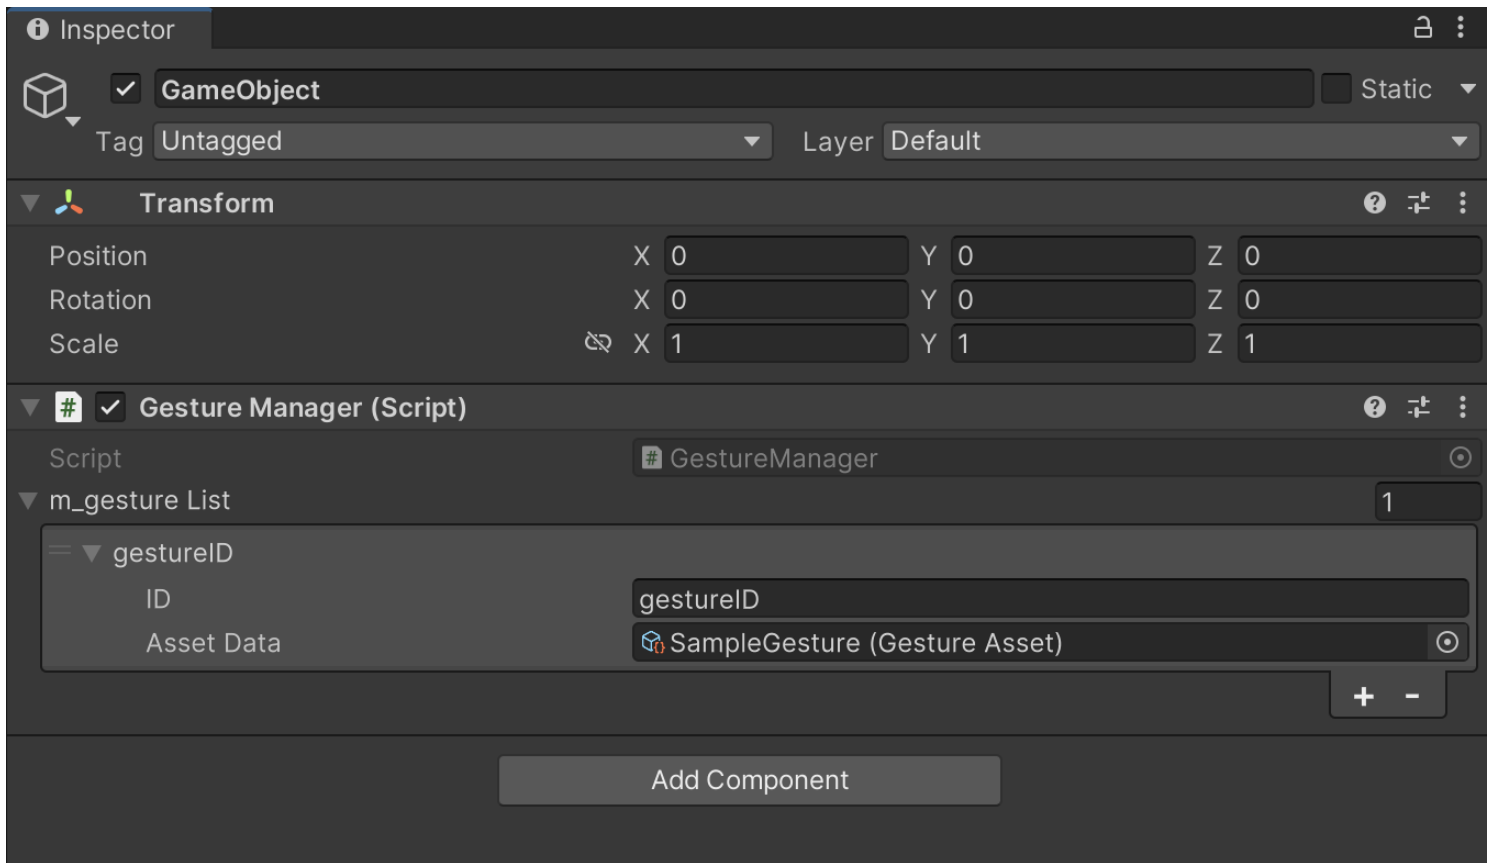 Inspector
GameObject Static
Tag Untagged Layer Default
Transform
Position X 0 Y 0 Z 0
Rotation X 0 Y 0 Z 0
Scale X 1 Y 1 Z 1
# Gesture Manager (Script)
Script # GestureManager
m_gesture List 1
gestureID
ID gestureID
Asset Data SampleGesture (Gesture Asset)
+ -
Add Component